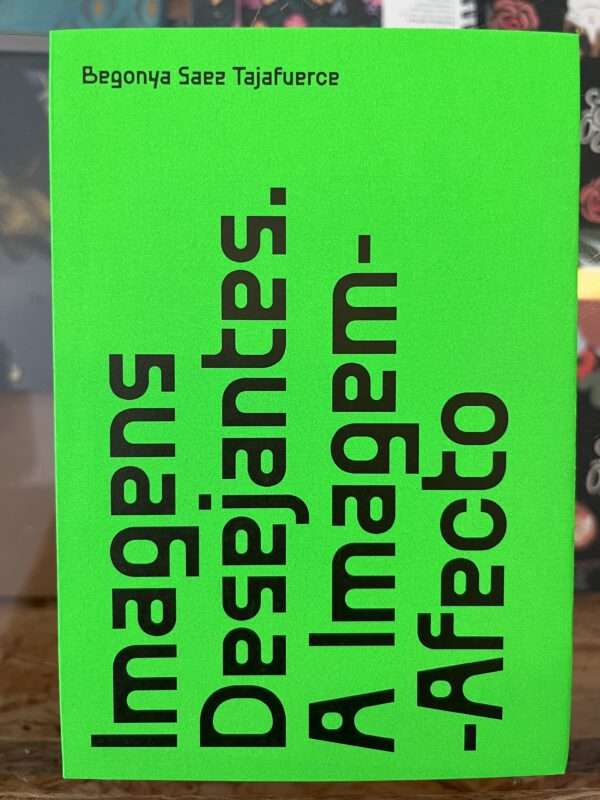 Begonya Saez Tajafuerce
Imagens
Desejantes.
A Imagem-
-Afecto